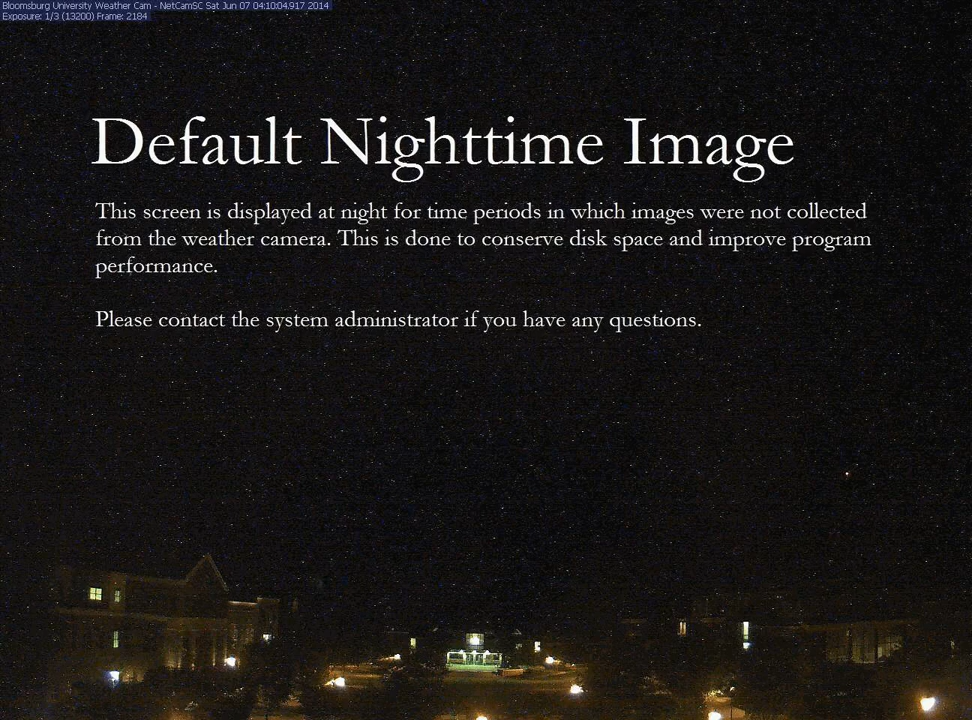 Bloomsburg University Weather Cam - NetCamSC Sat Jun 07 04:10:04.917 2014
Exposure: 1/3 (13200) Frame: 2184
Default Nighttime Image
This screen is displayed at night for time periods in which images were not collected
from the weather camera. This is done to conserve disk space and improve program
performance.
Please contact the system administrator if you have any questions.